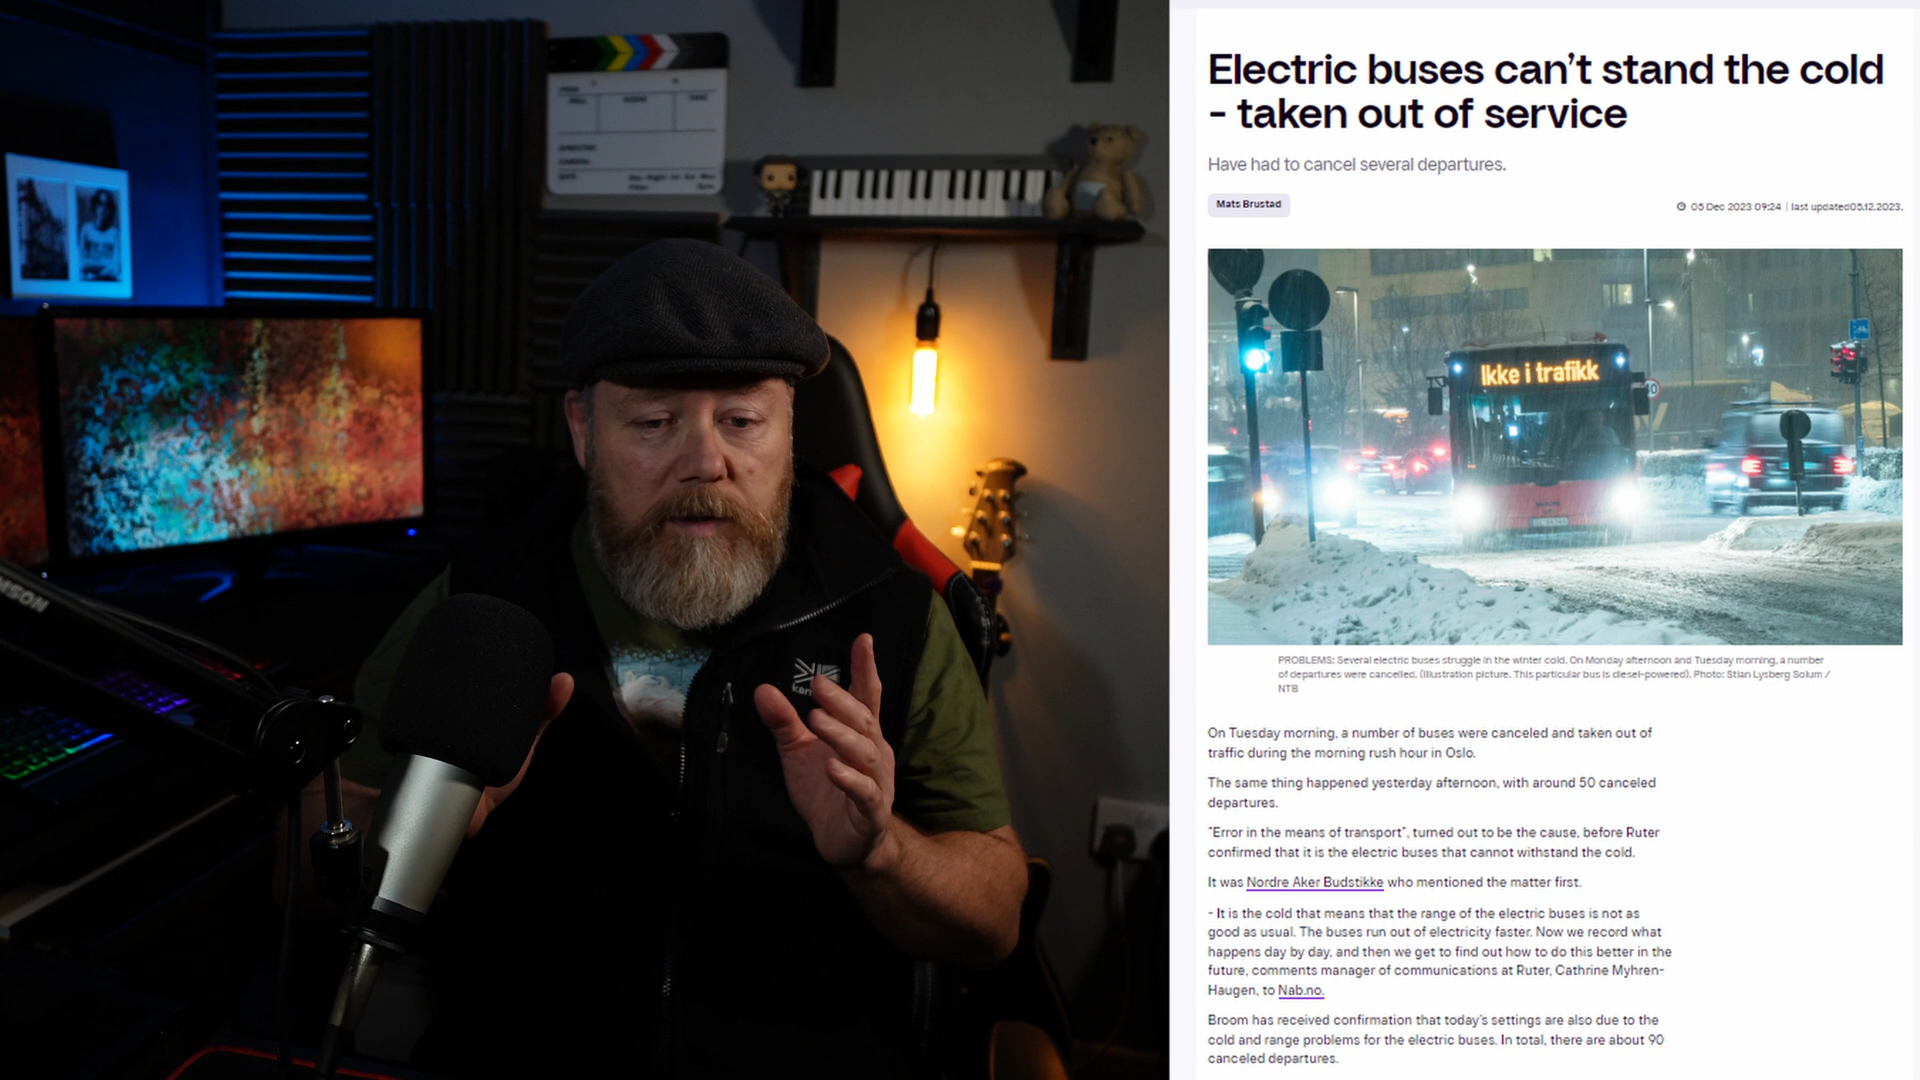 Electric buses can't stand the cold
- taken out of service
Have had to cancel several departures.
Mats Brustad
05 Dec 2023 09:24 | last updated05.12.2023.
Ikke i trafikk
PROBLEMS: Several electric buses struggle in the winter cold. On Monday afternoon and Tuesday morning, a number
of departures were cancelled. (Illustration picture. This particular bus is diesel-powered). Photo: Stian Lysberg Solum /
NTB
On Tuesday morning, a number of buses were canceled and taken out of
traffic during the morning rush hour in Oslo.
The same thing happened yesterday afternoon, with around 50 canceled
departures.
"Error in the means of transport", turned out to be the cause, before Ruter
confirmed that it is the electric buses that cannot withstand the cold.
It was Nordre Aker Budstikke who mentioned the matter first.
- It is the cold that means that the range of the electric buses is not as
good as usual. The buses run out of electricity faster. Now we record what
happens day by day, and then we get to find out how to do this better in the
future, comments manager of communications at Ruter, Cathrine Myhren-
Haugen, to Nab.no.
Broom has received confirmation that today's settings are also due to the
cold and range problems for the electric buses. In total, there are about 90
canceled departures.